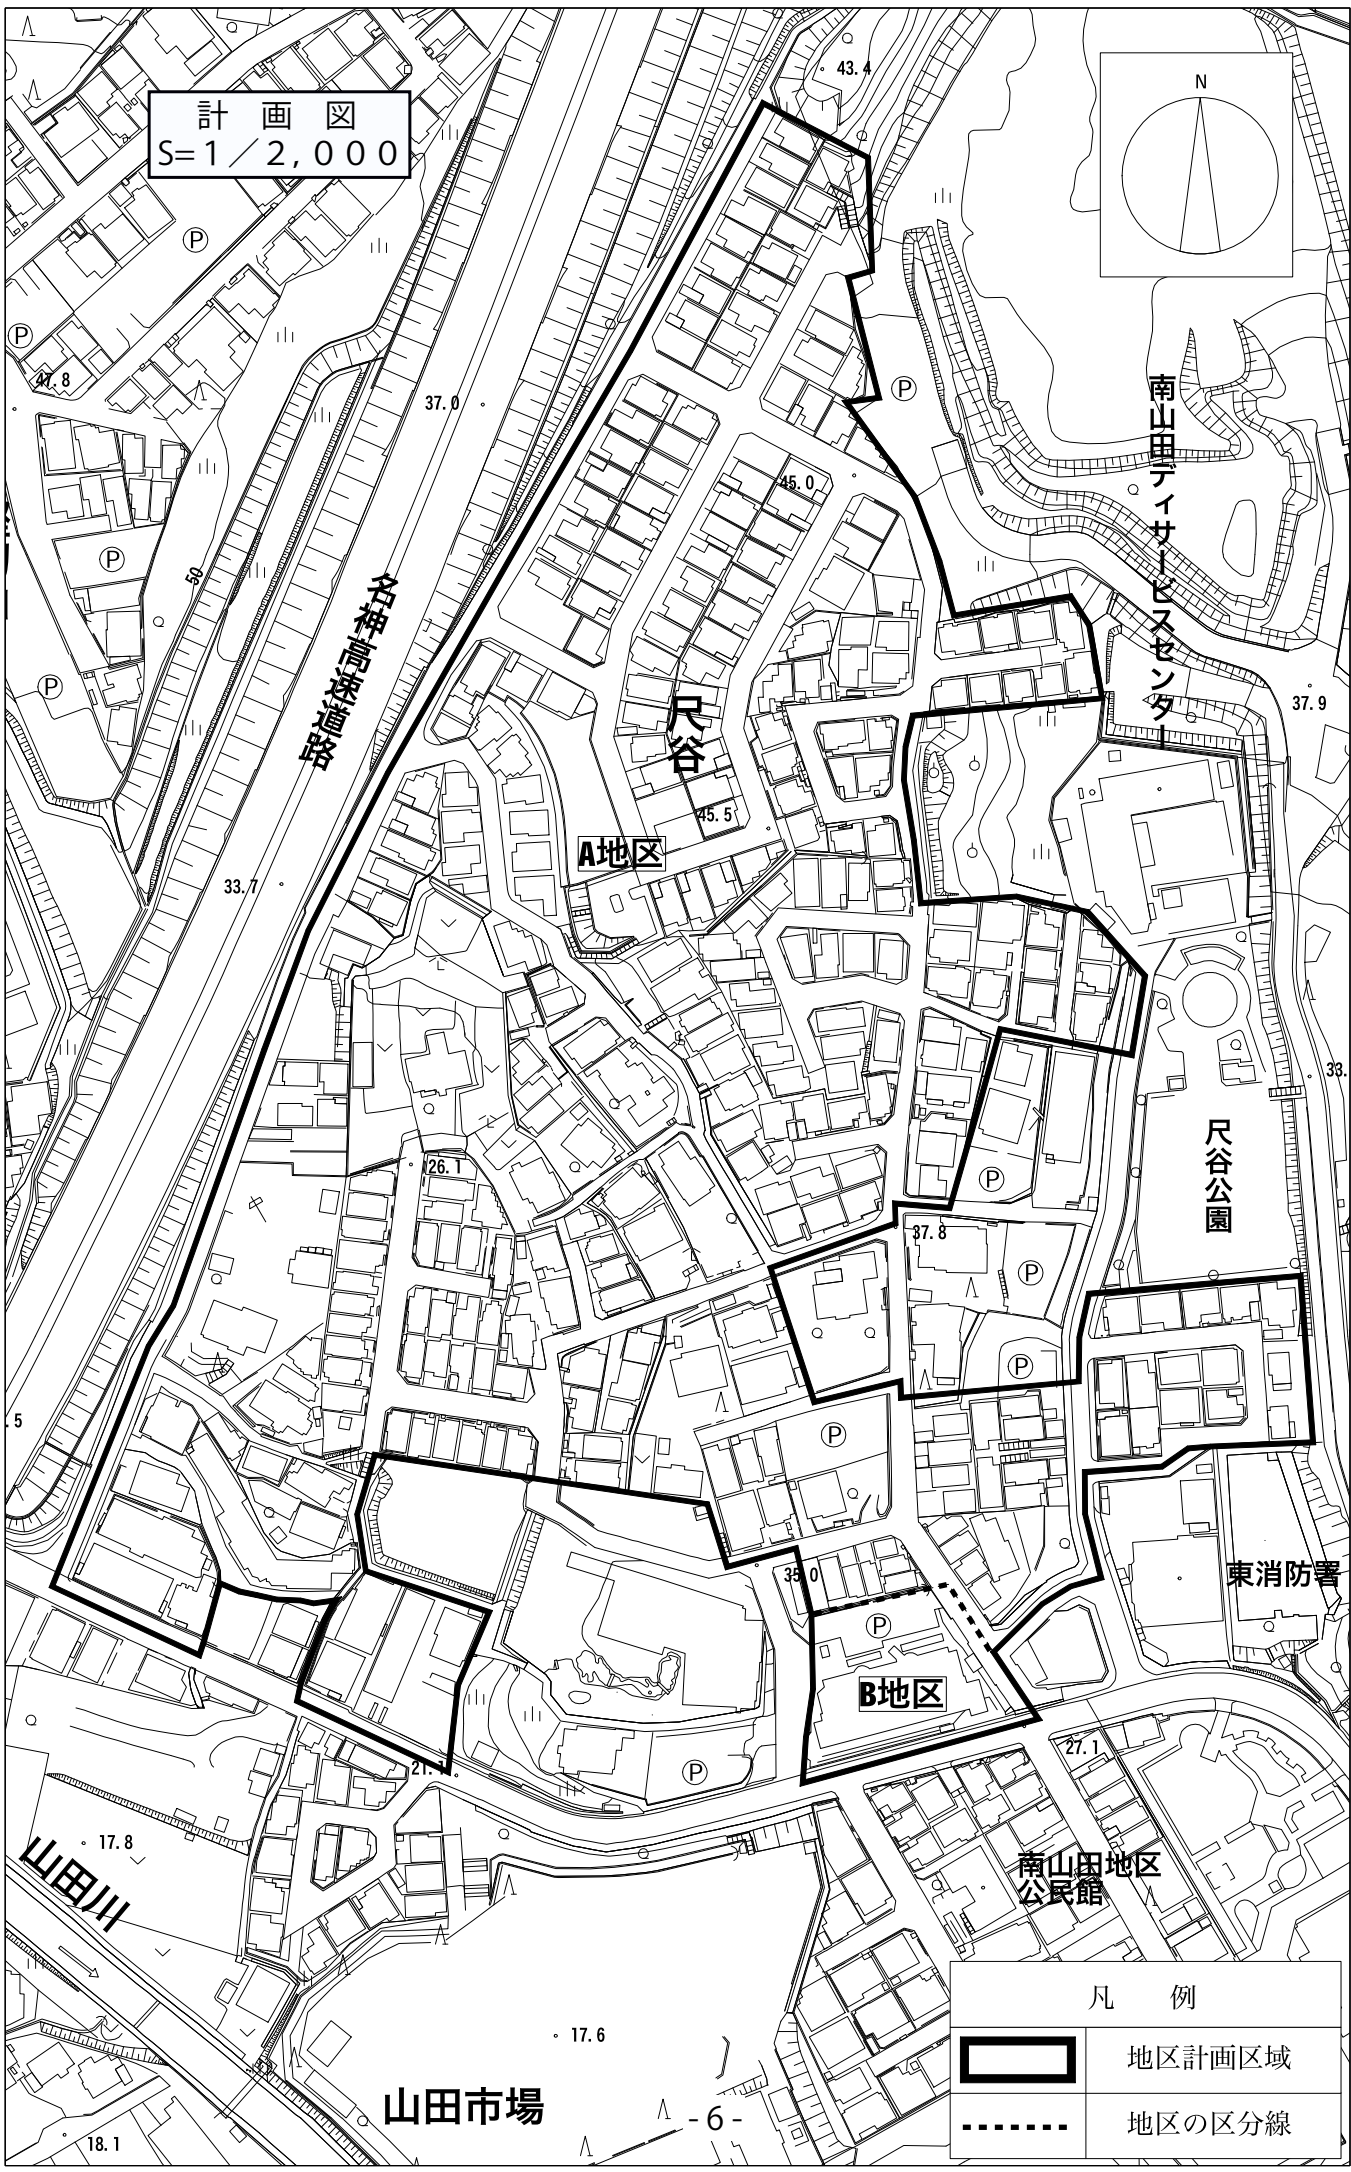 計画図
S=1/2,000
N
43.4
Ⓟ
Ⓟ
47.8
37.0
Ⓟ
南山田ディサービスセンター
45.0
Ⓟ
50
名神高速道路
Ⓟ
尺谷
37.9
45.5
A地区
33.7
33.
尺谷公園
26.1
Ⓟ
37.8
Ⓟ
Ⓟ
.5
Ⓟ
35.0
東消防署
Ⓟ
B地区
27.1
21.1
Ⓟ
17.8
山田川
南山田地区
公民館
17.6
山田市場
18.1
-6-
凡例
地区計画区域
地区の区分線